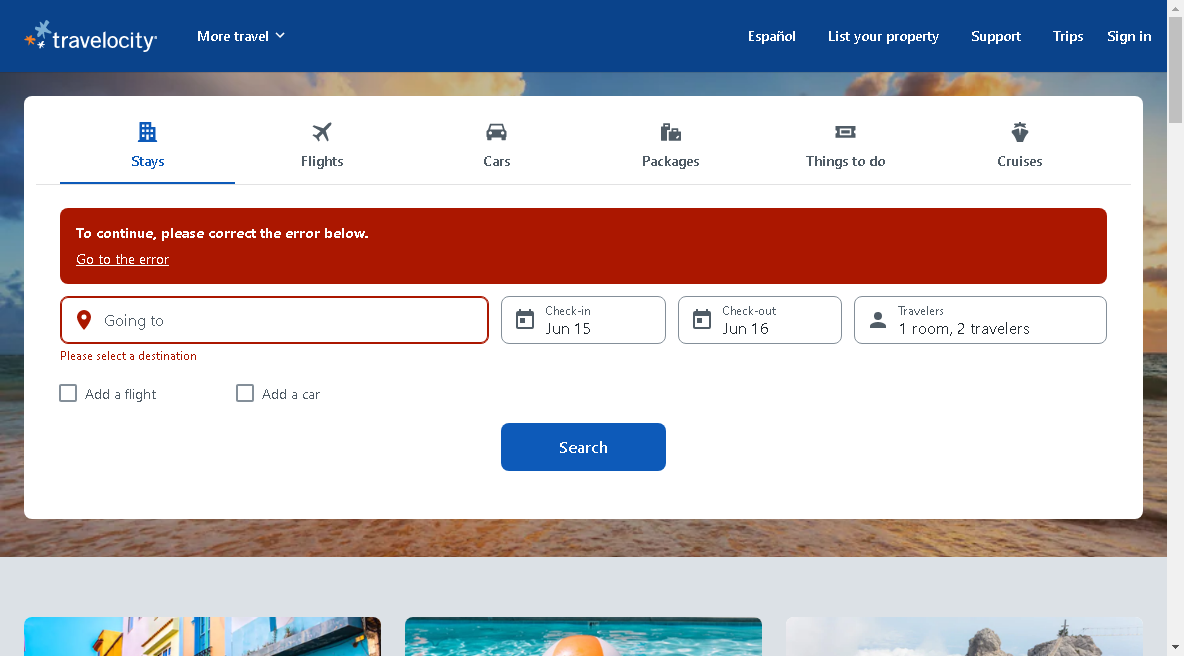 travelocity
More travel
Español
List your property
Support
Trips
Sign in
Stays
Flights
Cars
Packages
Things to do
Cruises
To continue, please correct the error below.
Go to the error
Going to
Check-in
Jun 15
Check-out
Jun 16
Travelers
1 room, 2 travelers
Please select a destination
Add a flight
Add a car
Search